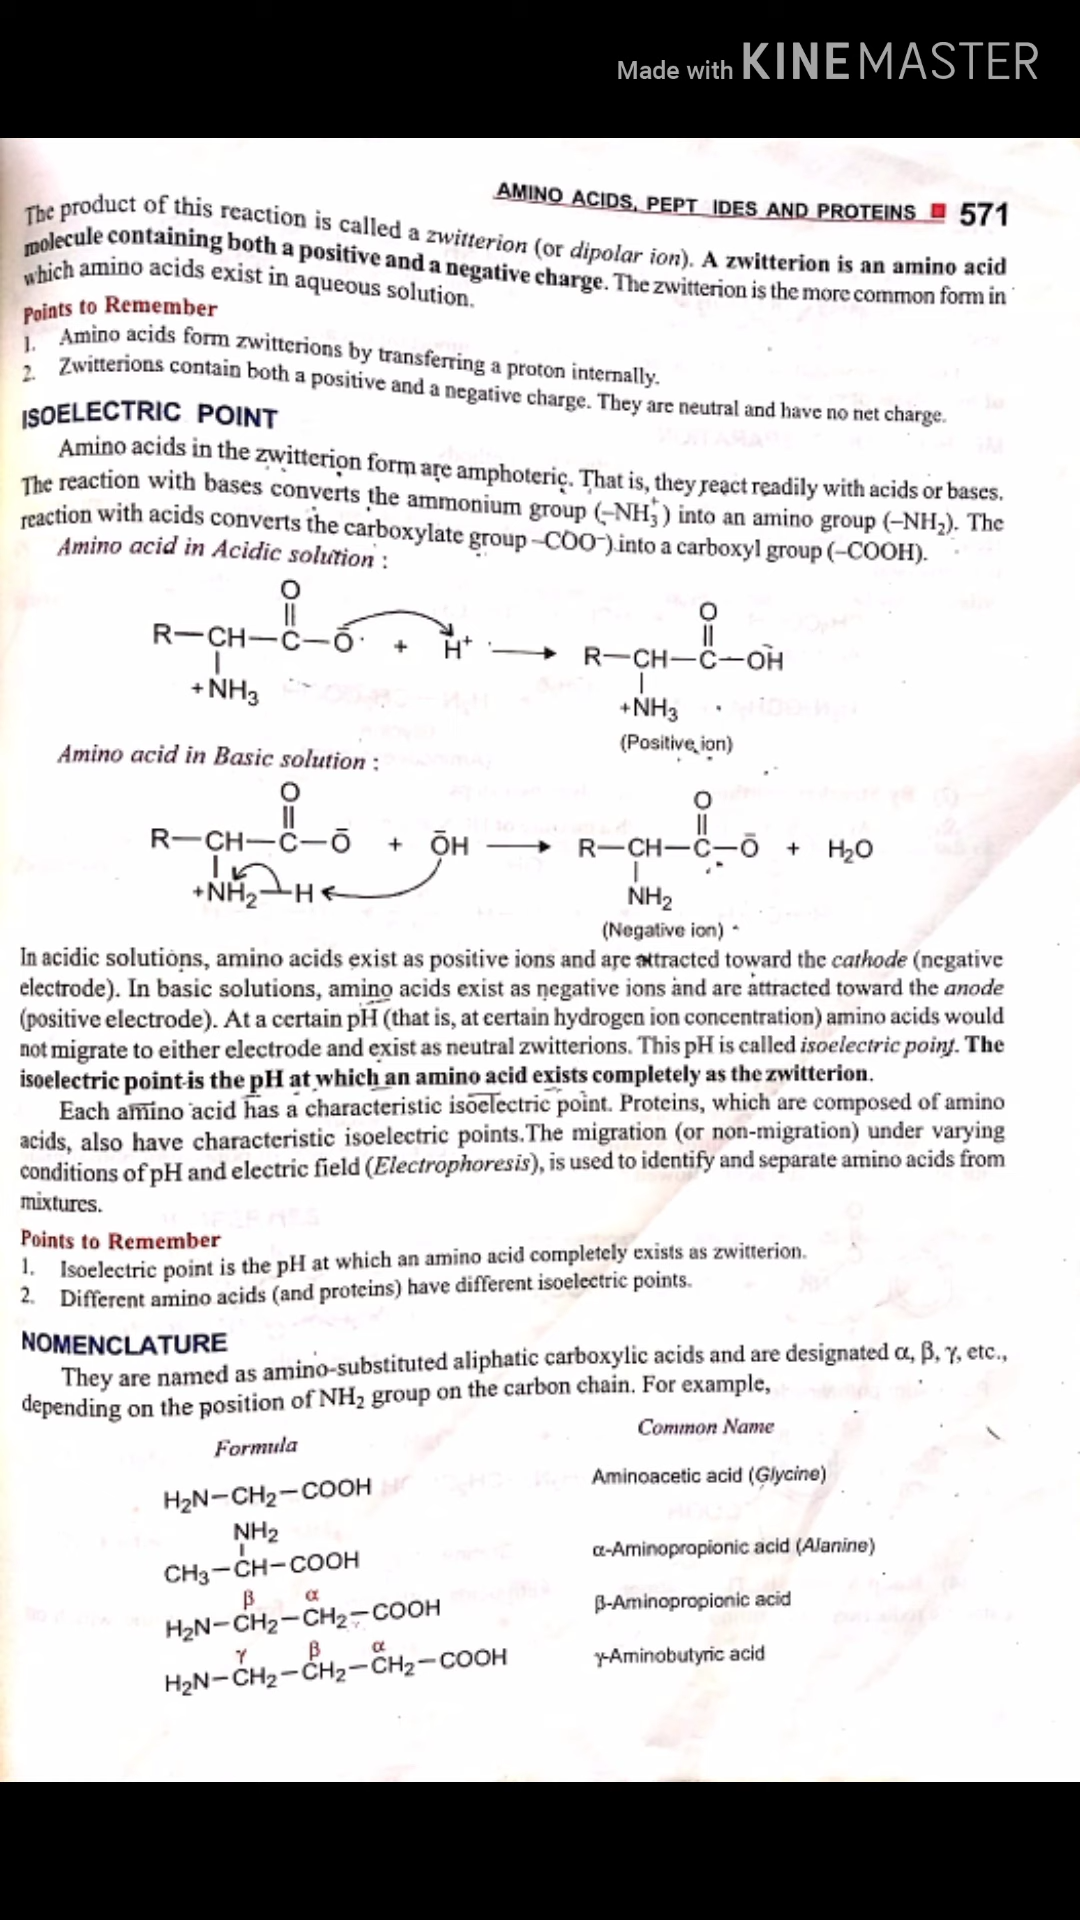 Made with KINEMASTER
AMINO ACIDS, PEPT IDES AND PROTEINS 571
The product of this reaction is called a zwitterion (or dipolar ion). A zwitterion is an amino acid
molecule containing both a positive and a negative charge. The zwitterion is the more common form in
which amino acids exist in aqueous solution.
Points to Remember
1. Amino acids form zwitterions by transferring a proton internally.
2. Zwitterions contain both a positive and a negative charge. They are neutral and have no net charge.
ISOELECTRIC POINT
Amino acids in the zwitterion form are amphoteric. That is, they react readily with acids or bases.
The reaction with bases converts the ammonium group (–NH₃⁺) into an amino group (–NH₂). The
reaction with acids converts the carboxylate group –COO⁻) into a carboxyl group (–COOH).
Amino acid in Acidic solution :
O O
R—CH—C—Ō + H⁺ → R—CH—C—OH
+NH₃ +NH₃
(Positive ion)
Amino acid in Basic solution :
O O
R—CH—C—Ō + ŌH → R—CH—C—Ō + H₂O
+NH₂—H NH₂
(Negative ion)
In acidic solutions, amino acids exist as positive ions and are attracted toward the cathode (negative
electrode). In basic solutions, amino acids exist as negative ions and are attracted toward the anode
(positive electrode). At a certain pH (that is, at certain hydrogen ion concentration) amino acids would
not migrate to either electrode and exist as neutral zwitterions. This pH is called isoelectric point. The
isoelectric point is the pH at which an amino acid exists completely as the zwitterion.
Each amino acid has a characteristic isoelectric point. Proteins, which are composed of amino
acids, also have characteristic isoelectric points. The migration (or non-migration) under varying
conditions of pH and electric field (Electrophoresis), is used to identify and separate amino acids from
mixtures.
Points to Remember
1. Isoelectric point is the pH at which an amino acid completely exists as zwitterion.
2. Different amino acids (and proteins) have different isoelectric points.
NOMENCLATURE
They are named as amino-substituted aliphatic carboxylic acids and are designated α, β, γ, etc.,
depending on the position of NH₂ group on the carbon chain. For example,
Formula Common Name
H₂N—CH₂—COOH Aminoacetic acid (Glycine)
NH₂
CH₃—CH—COOH α-Aminopropionic acid (Alanine)
β α
H₂N—CH₂—CH₂—COOH β-Aminopropionic acid
γ β α
H₂N—CH₂—CH₂—CH₂—COOH γ-Aminobutyric acid